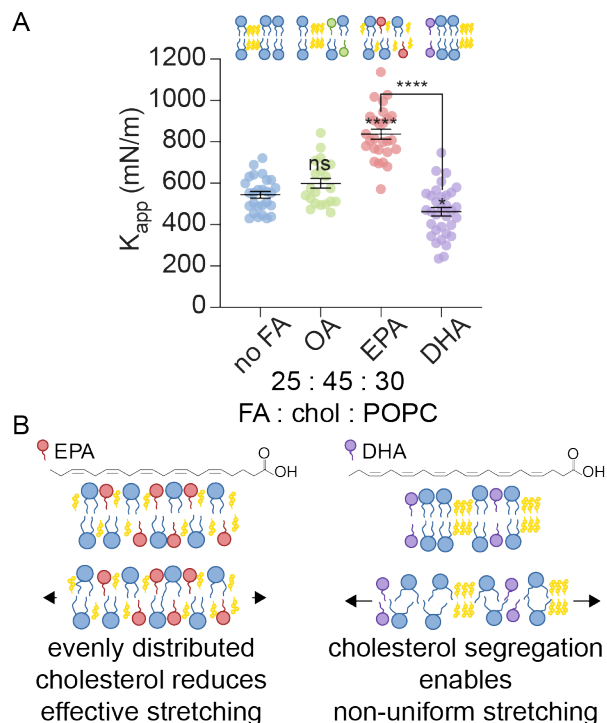 A
1200
1000
800
600
400
200
0
K_app (mN/m)
ns
****
****
*
no FA
OA
EPA
DHA
25 : 45 : 30
FA : chol : POPC
B
EPA
O
OH
DHA
O
OH
evenly distributed
cholesterol reduces
effective stretching
cholesterol segregation
enables
non-uniform stretching